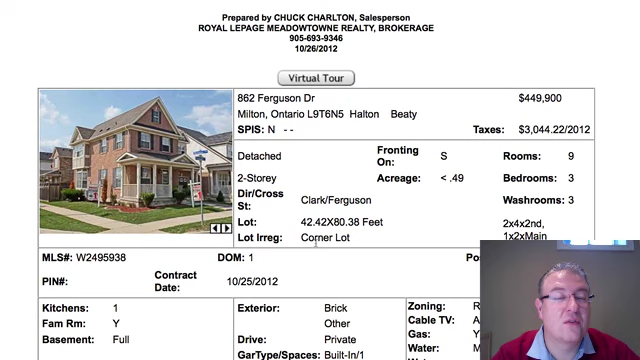 Prepared by CHUCK CHARLTON, Salesperson
ROYAL LEPAGE MEADOWTOWNE REALTY, BROKERAGE
905-693-9346
10/26/2012
Virtual Tour
862 Ferguson Dr $449,900
Milton, Ontario L9T6N5 Halton Beaty
SPIS: N - - Taxes: $3,044.22/2012
Detached Fronting On: S Rooms: 9
2-Storey Acreage: < .49 Bedrooms: 3
Dir/Cross St: Clark/Ferguson Washrooms: 3
Lot: 42.42X80.38 Feet 2x4x2nd,
Lot Irreg: Corner Lot 1x2xMain
MLS#: W2495938 DOM: 1
PIN#: Contract Date: 10/25/2012
Kitchens: 1 Exterior: Brick Zoning:
Fam Rm: Y Other Cable TV:
Basement: Full Drive: Private Gas:
GarType/Spaces: Built-In/1 Water: